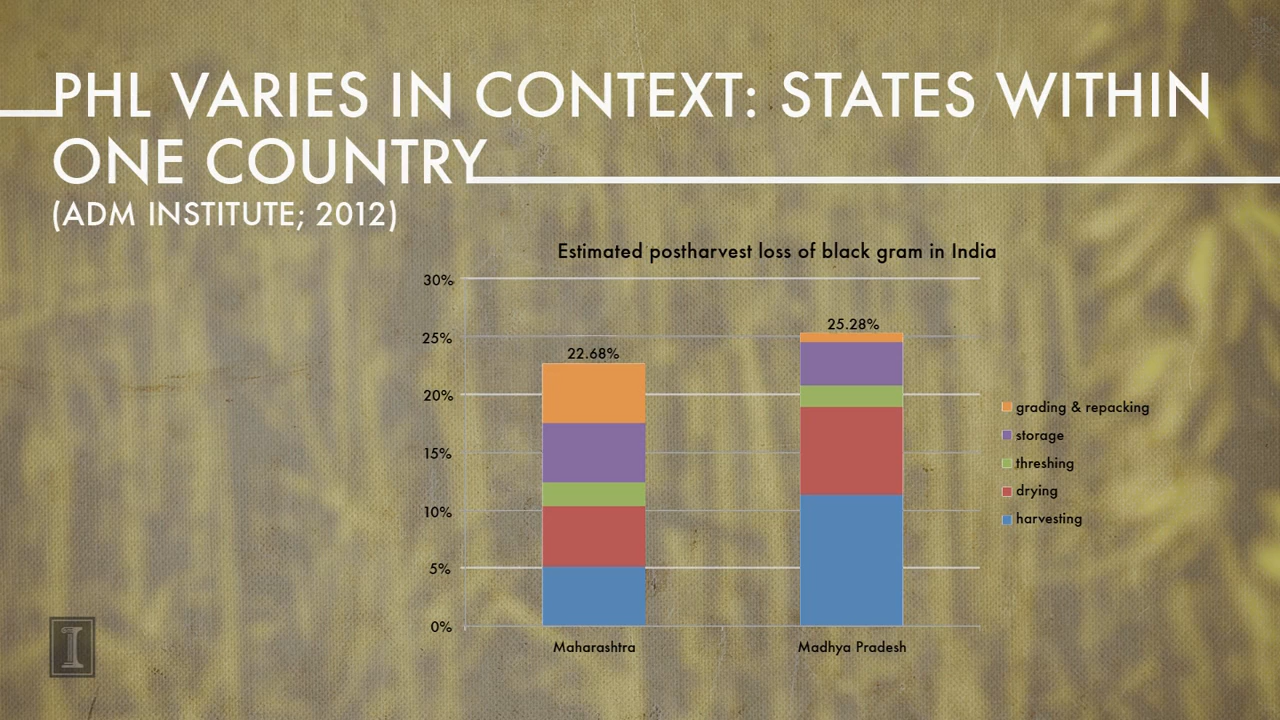 PHL VARIES IN CONTEXT: STATES WITHIN
ONE COUNTRY
(ADM INSTITUTE; 2012)
Estimated postharvest loss of black gram in India
30%
25%
20%
15%
10%
5%
0%
22.68%
25.28%
Maharashtra
Madhya Pradesh
grading & repacking
storage
threshing
drying
harvesting
I